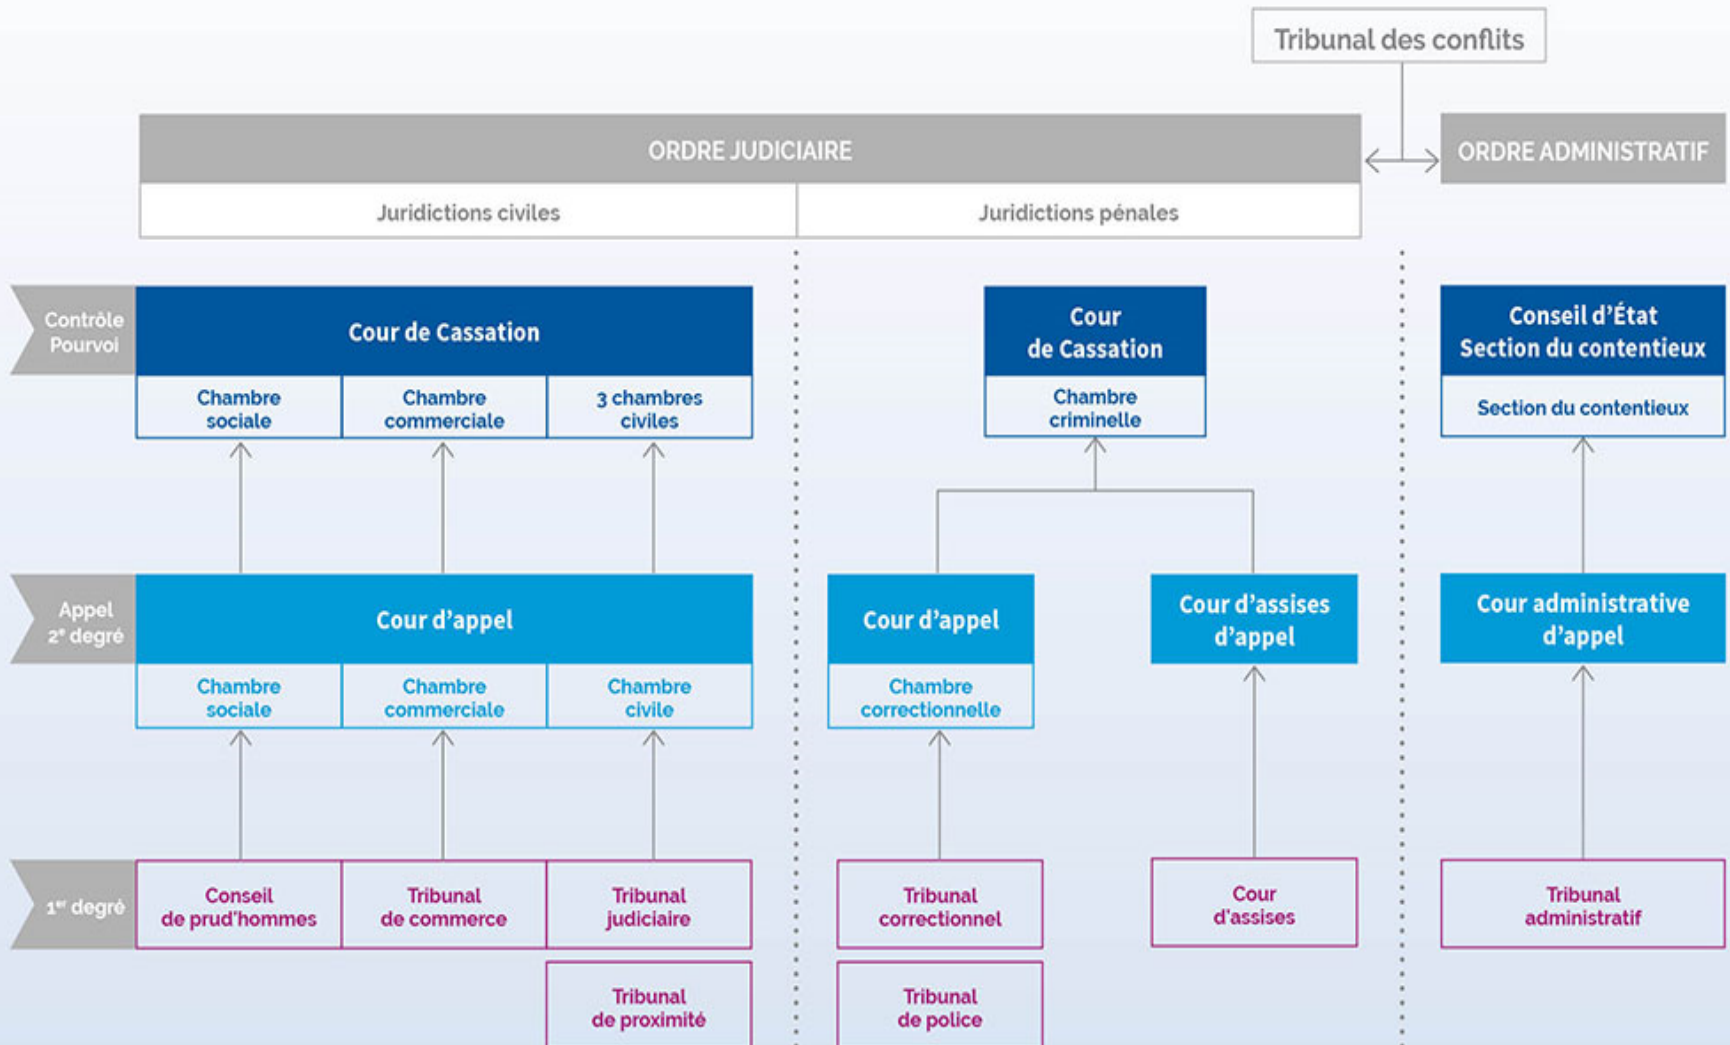 Tribunal des conflits
ORDRE JUDICIAIRE
ORDRE ADMINISTRATIF
Juridictions civiles
Juridictions pénales
Contrôle
Pourvoi
Cour de Cassation
Chambre
sociale
Chambre
commerciale
3 chambres
civiles
Cour
de Cassation
Chambre
criminelle
Conseil d'État
Section du contentieux
Section du contentieux
Appel
2e degré
Cour d'appel
Chambre
sociale
Chambre
commerciale
Chambre
civile
Cour d'appel
Chambre
correctionnelle
Cour d'assises
d'appel
Cour administrative
d'appel
1er degré
Conseil
de prud'hommes
Tribunal
de commerce
Tribunal
judiciaire
Tribunal
correctionnel
Cour
d'assises
Tribunal
administratif
Tribunal
de proximité
Tribunal
de police